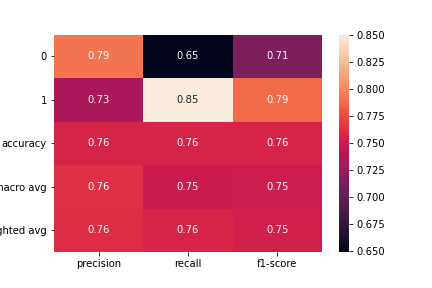 0 0.79 0.65 0.71
1 0.73 0.85 0.79
accuracy 0.76 0.76 0.76
nacro avg 0.76 0.75 0.75
ghted avg 0.76 0.76 0.75
precision recall f1-score
0.850
0.825
0.800
0.775
0.750
0.725
0.700
0.675
0.650